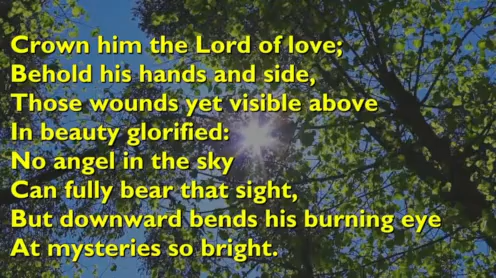 Crown him the Lord of love;
Behold his hands and side,
Those wounds yet visible above
In beauty glorified:
No angel in the sky
Can fully bear that sight,
But downward bends his burning eye
At mysteries so bright.